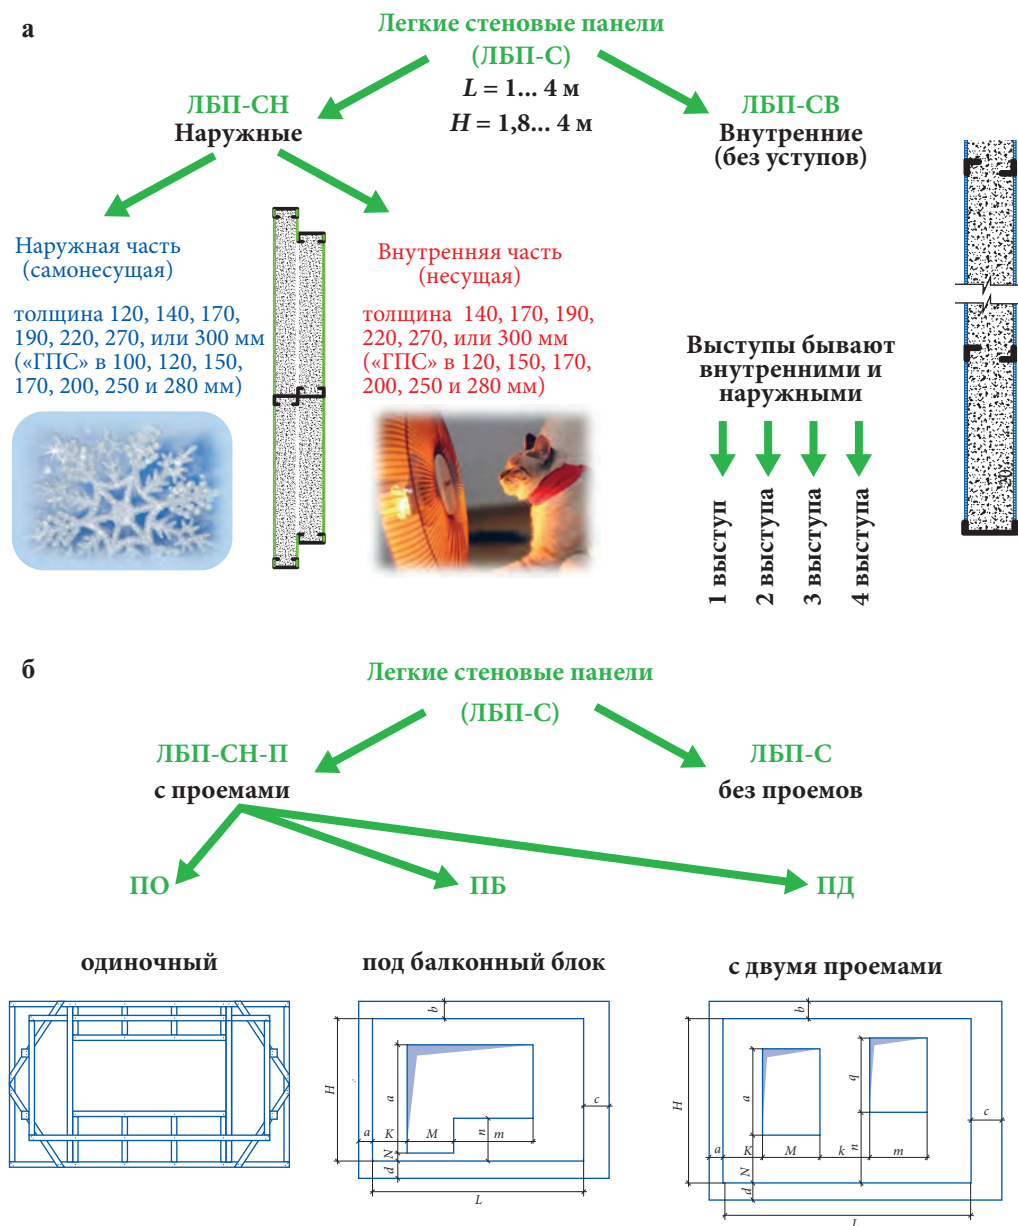 а
Легкие стеновые панели
(ЛБП-С)
L = 1... 4 м
H = 1,8... 4 м
ЛБП-СН
Наружные
ЛБП-СВ
Внутренние
(без уступов)
Наружная часть
(самонесущая)
толщина 120, 140, 170,
190, 220, 270, или 300 мм
(«ГПС» в 100, 120, 150,
170, 200, 250 и 280 мм)
Внутренняя часть
(несущая)
толщина 140, 170, 190,
220, 270, или 300 мм
(«ГПС» в 120, 150, 170,
200, 250 и 280 мм)
Выступы бывают
внутренними и
наружными
1 выступ
2 выступа
3 выступа
4 выступа
б
Легкие стеновые панели
(ЛБП-С)
ЛБП-СН-П
с проемами
ЛБП-С
без проемов
ПО
ПБ
ПД
одиночный
под балконный блок
с двумя проемами
b
H
a
c
a
K
M
n
m
N
d
L
b
H
a
q
c
a
K
M
k
n
m
N
d
L